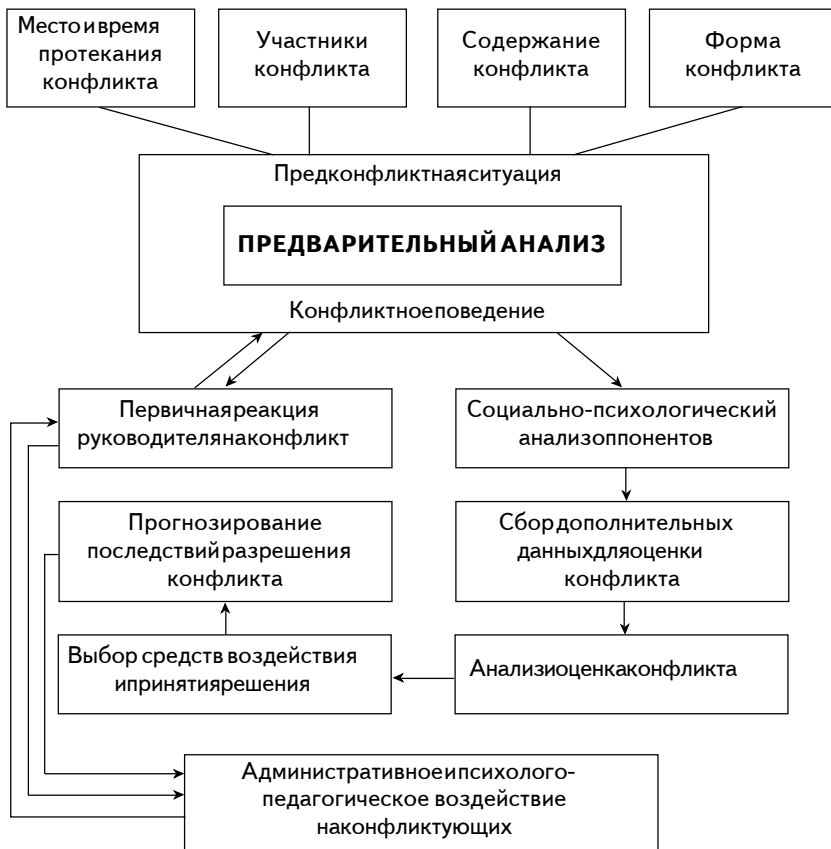 Место и время
протекания
конфликта
Участники
конфликта
Содержание
конфликта
Форма
конфликта
Предконфликтная ситуация
ПРЕДВАРИТЕЛЬНЫЙ АНАЛИЗ
Конфликтное поведение
Первичная реакция
руководителя на конфликт
Социально-психологический
анализ оппонентов
Прогнозирование
последствий разрешения
конфликта
Сбор дополнительных
данных для оценки
конфликта
Выбор средств воздействия
и принятия решения
Анализ и оценка конфликта
Административное и психолого-
педагогическое воздействие
на конфликтующих